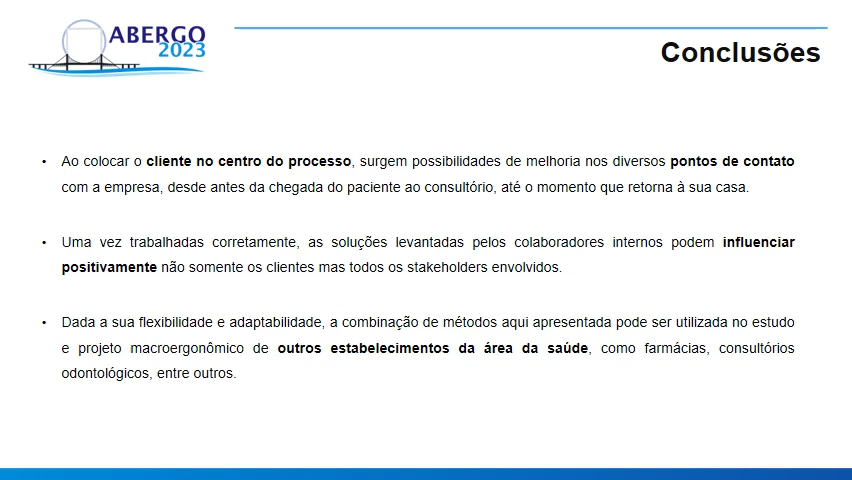 ABERGO
2023
Conclusões
• Ao colocar o cliente no centro do processo, surgem possibilidades de melhoria nos diversos pontos de contato
com a empresa, desde antes da chegada do paciente ao consultório, até o momento que retorna à sua casa.
• Uma vez trabalhadas corretamente, as soluções levantadas pelos colaboradores internos podem influenciar
positivamente não somente os clientes mas todos os stakeholders envolvidos.
• Dada a sua flexibilidade e adaptabilidade, a combinação de métodos aqui apresentada pode ser utilizada no estudo
e projeto macroergonômico de outros estabelecimentos da área da saúde, como farmácias, consultórios
odontológicos, entre outros.